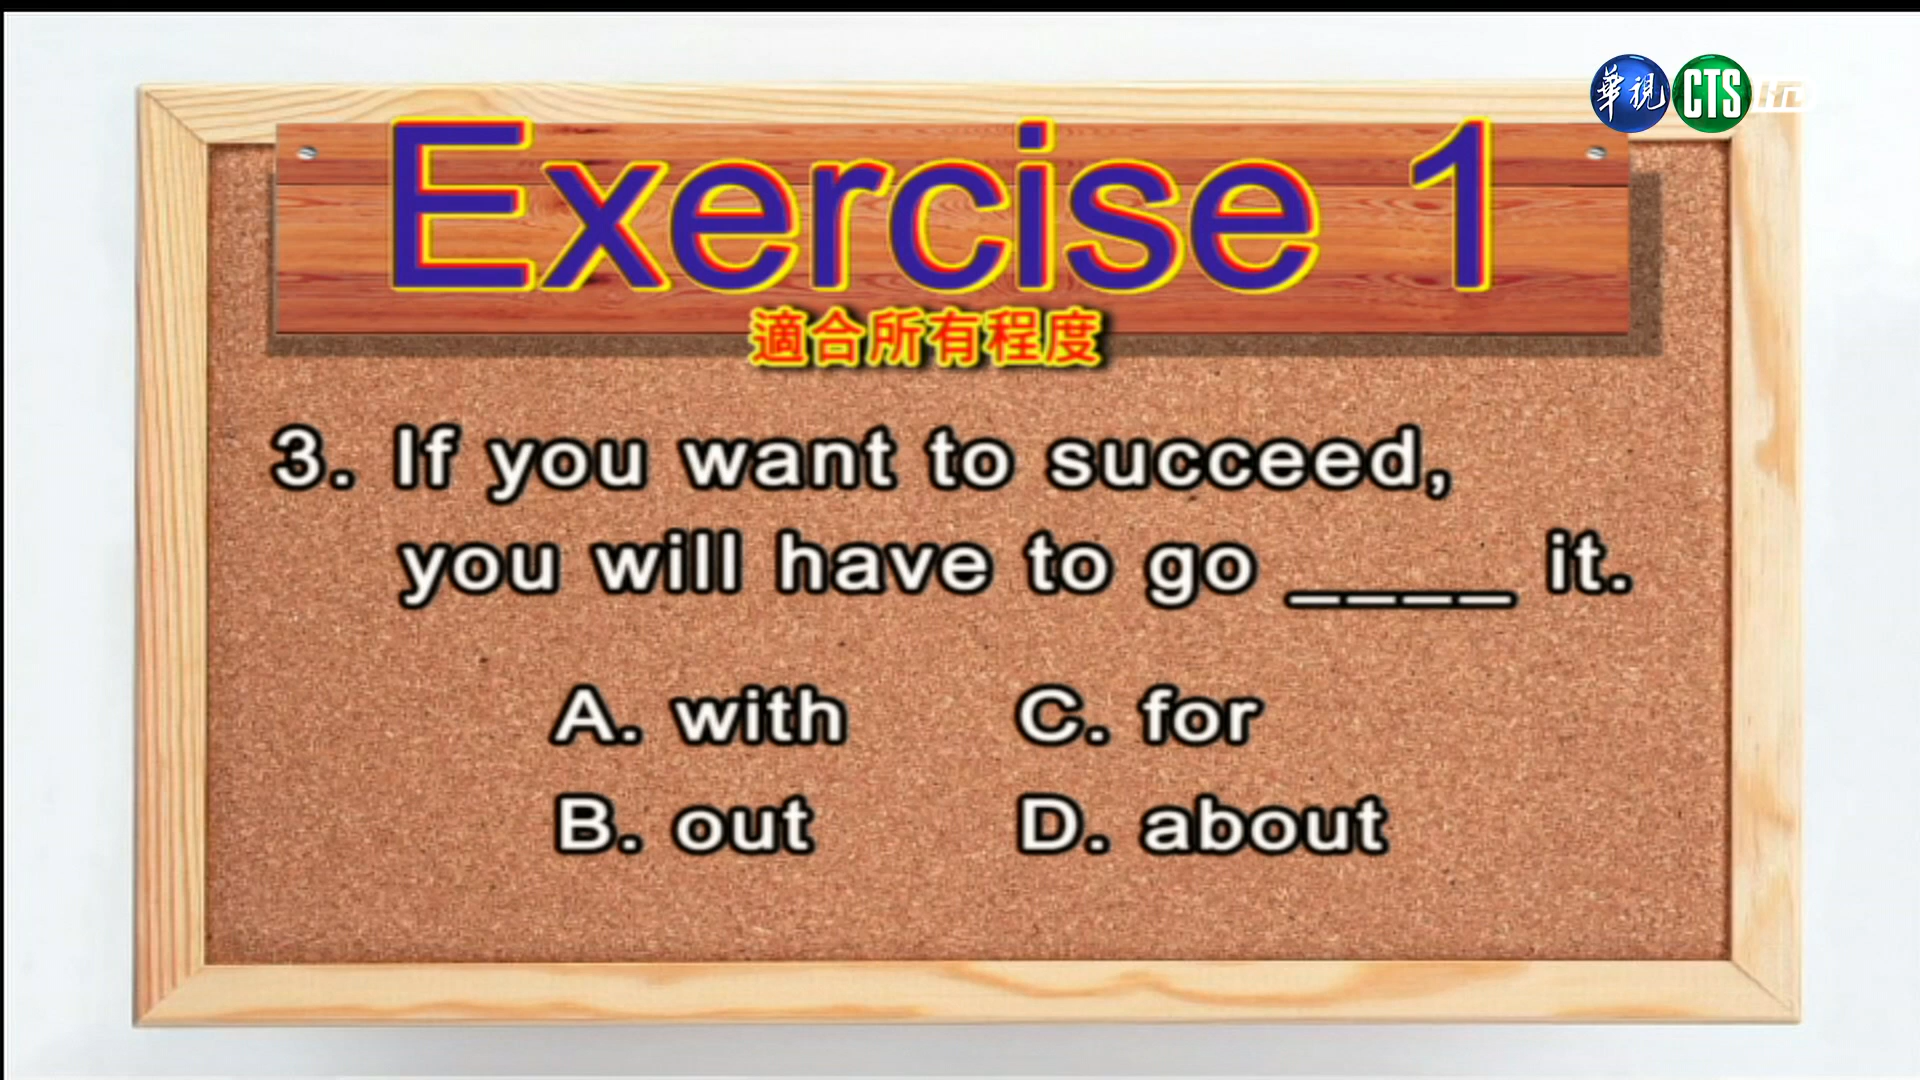 華視 CTS HD
Exercise 1
適合所有程度
3. If you want to succeed,
you will have to go ____ it.
A. with
C. for
B. out
D. about